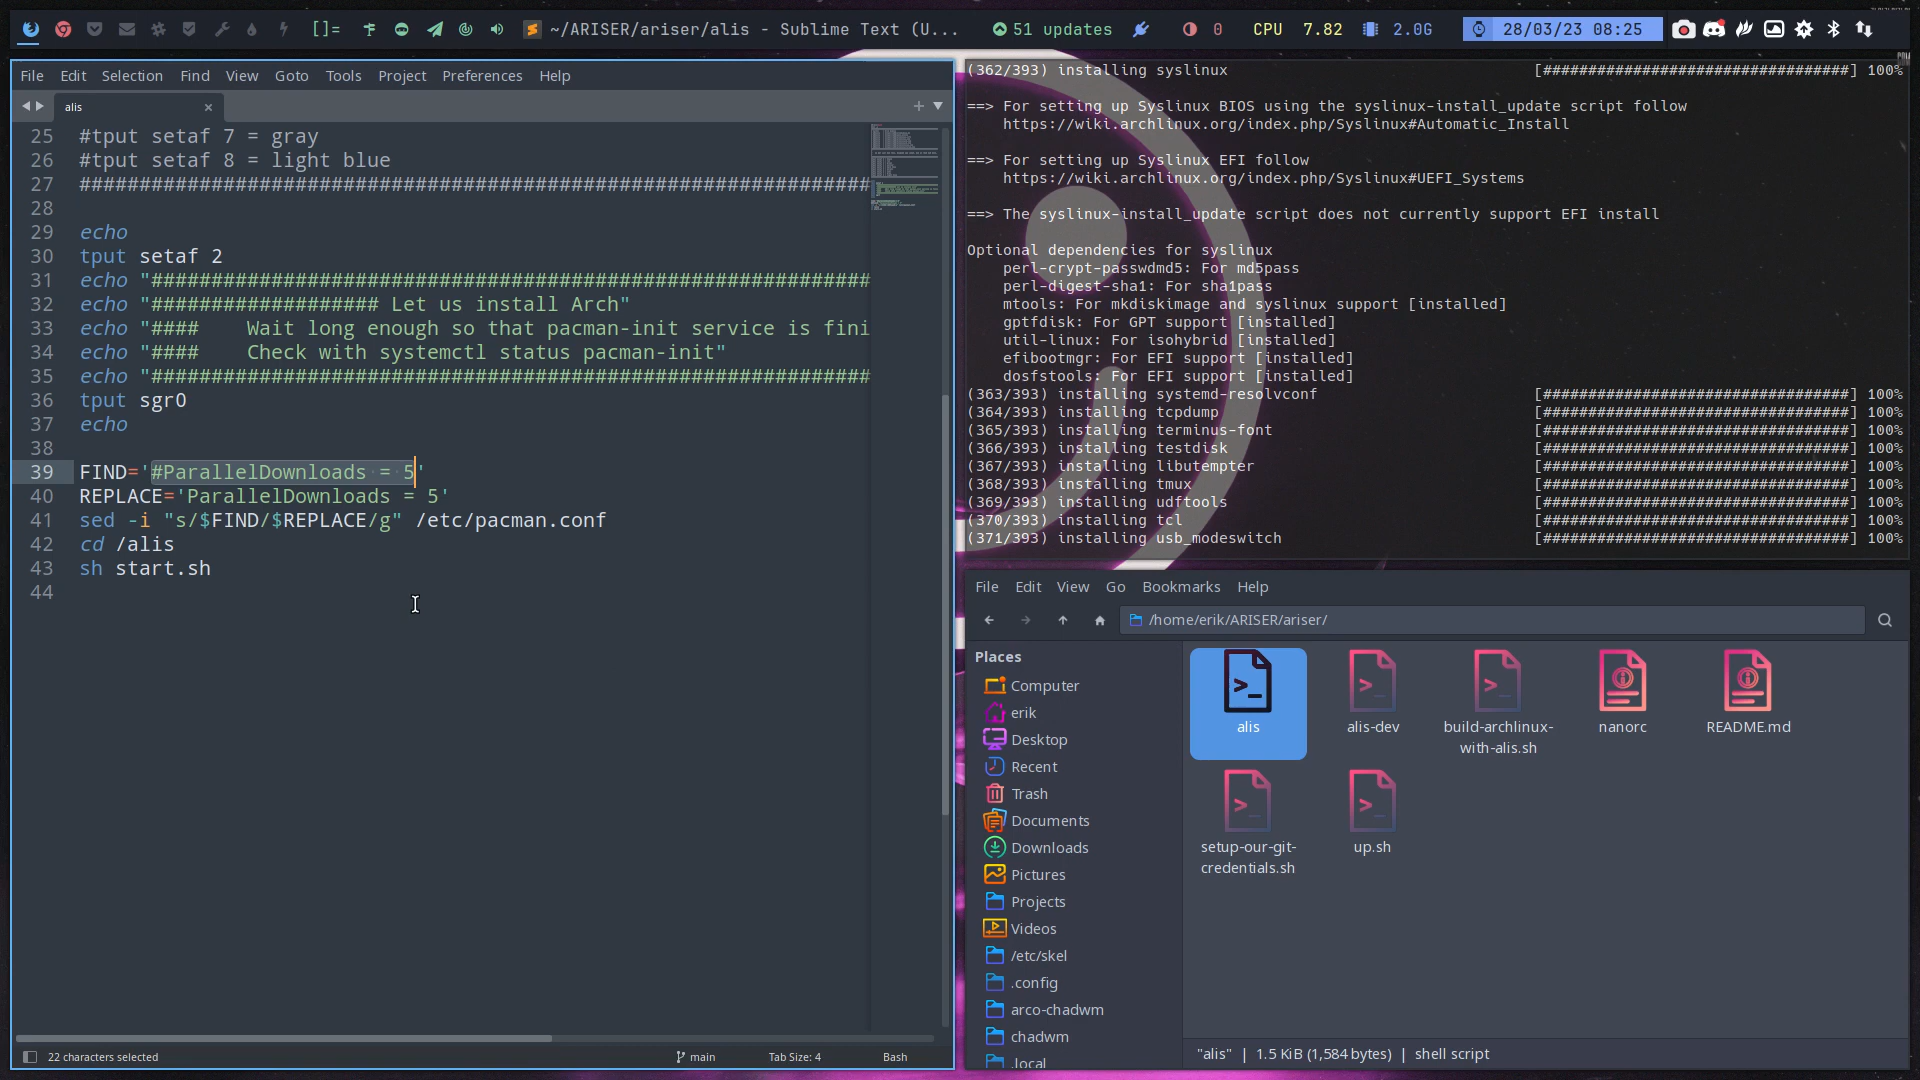 []=
~/ARISER/ariser/alis - Sublime Text (U...
51 updates
0
CPU 7.82
2.0G
28/03/23 08:25
File Edit Selection Find View Goto Tools Project Preferences Help
alis
25 #tput setaf 7 = gray
26 #tput setaf 8 = light blue
27 ##################################################################
28
29 echo
30 tput setaf 2
31 echo "############################################################
32 echo "################### Let us install Arch"
33 echo "####    Wait long enough so that pacman-init service is fini
34 echo "####    Check with systemctl status pacman-init"
35 echo "############################################################
36 tput sgr0
37 echo
38
39 FIND='#ParallelDownloads = 5'
40 REPLACE='ParallelDownloads = 5'
41 sed -i "s/$FIND/$REPLACE/g" /etc/pacman.conf
42 cd /alis
43 sh start.sh
44
22 characters selected
main
Tab Size: 4
Bash
(362/393) installing syslinux [##################################] 100%
==> For setting up Syslinux BIOS using the syslinux-install_update script follow
https://wiki.archlinux.org/index.php/Syslinux#Automatic_Install
==> For setting up Syslinux EFI follow
https://wiki.archlinux.org/index.php/Syslinux#UEFI_Systems
==> The syslinux-install_update script does not currently support EFI install
Optional dependencies for syslinux
perl-crypt-passwdmd5: For md5pass
perl-digest-sha1: For sha1pass
mtools: For mkdiskimage and syslinux support [installed]
gptfdisk: For GPT support [installed]
util-linux: For isohybrid [installed]
efibootmgr: For EFI support [installed]
dosfstools: For EFI support [installed]
(363/393) installing systemd-resolvconf [##################################] 100%
(364/393) installing tcpdump [##################################] 100%
(365/393) installing terminus-font [##################################] 100%
(366/393) installing testdisk [##################################] 100%
(367/393) installing libutempter [##################################] 100%
(368/393) installing tmux [##################################] 100%
(369/393) installing udftools [##################################] 100%
(370/393) installing tcl [##################################] 100%
(371/393) installing usb_modeswitch [##################################] 100%
File Edit View Go Bookmarks Help
/home/erik/ARISER/ariser/
Places
Computer
erik
Desktop
Recent
Trash
Documents
Downloads
Pictures
Projects
Videos
/etc/skel
.config
arco-chadwm
chadwm
.local
alis
alis-dev
build-archlinux-
with-alis.sh
nanorc
README.md
setup-our-git-
credentials.sh
up.sh
"alis" | 1.5 KiB (1,584 bytes) | shell script